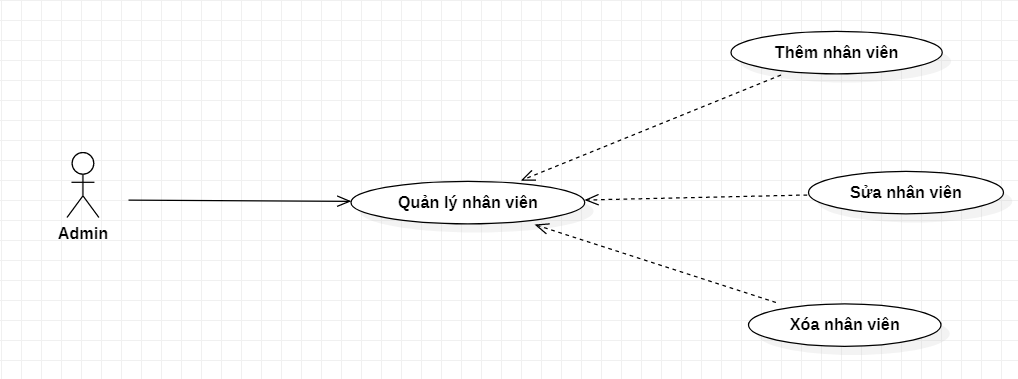 Thêm nhân viên
Admin
Quản lý nhân viên
Sửa nhân viên
Xóa nhân viên